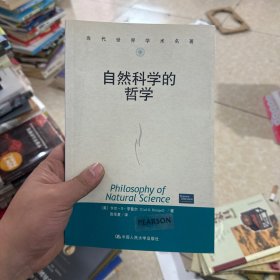 当代世界学术名著
自然科学的
哲学
Philosophy of
Natural Science
PEARSON
中国人民大学出版社